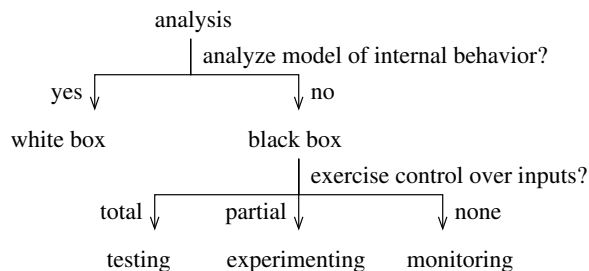 analysis
analyze model of internal behavior?
yes no
white box black box
exercise control over inputs?
total partial none
testing experimenting monitoring